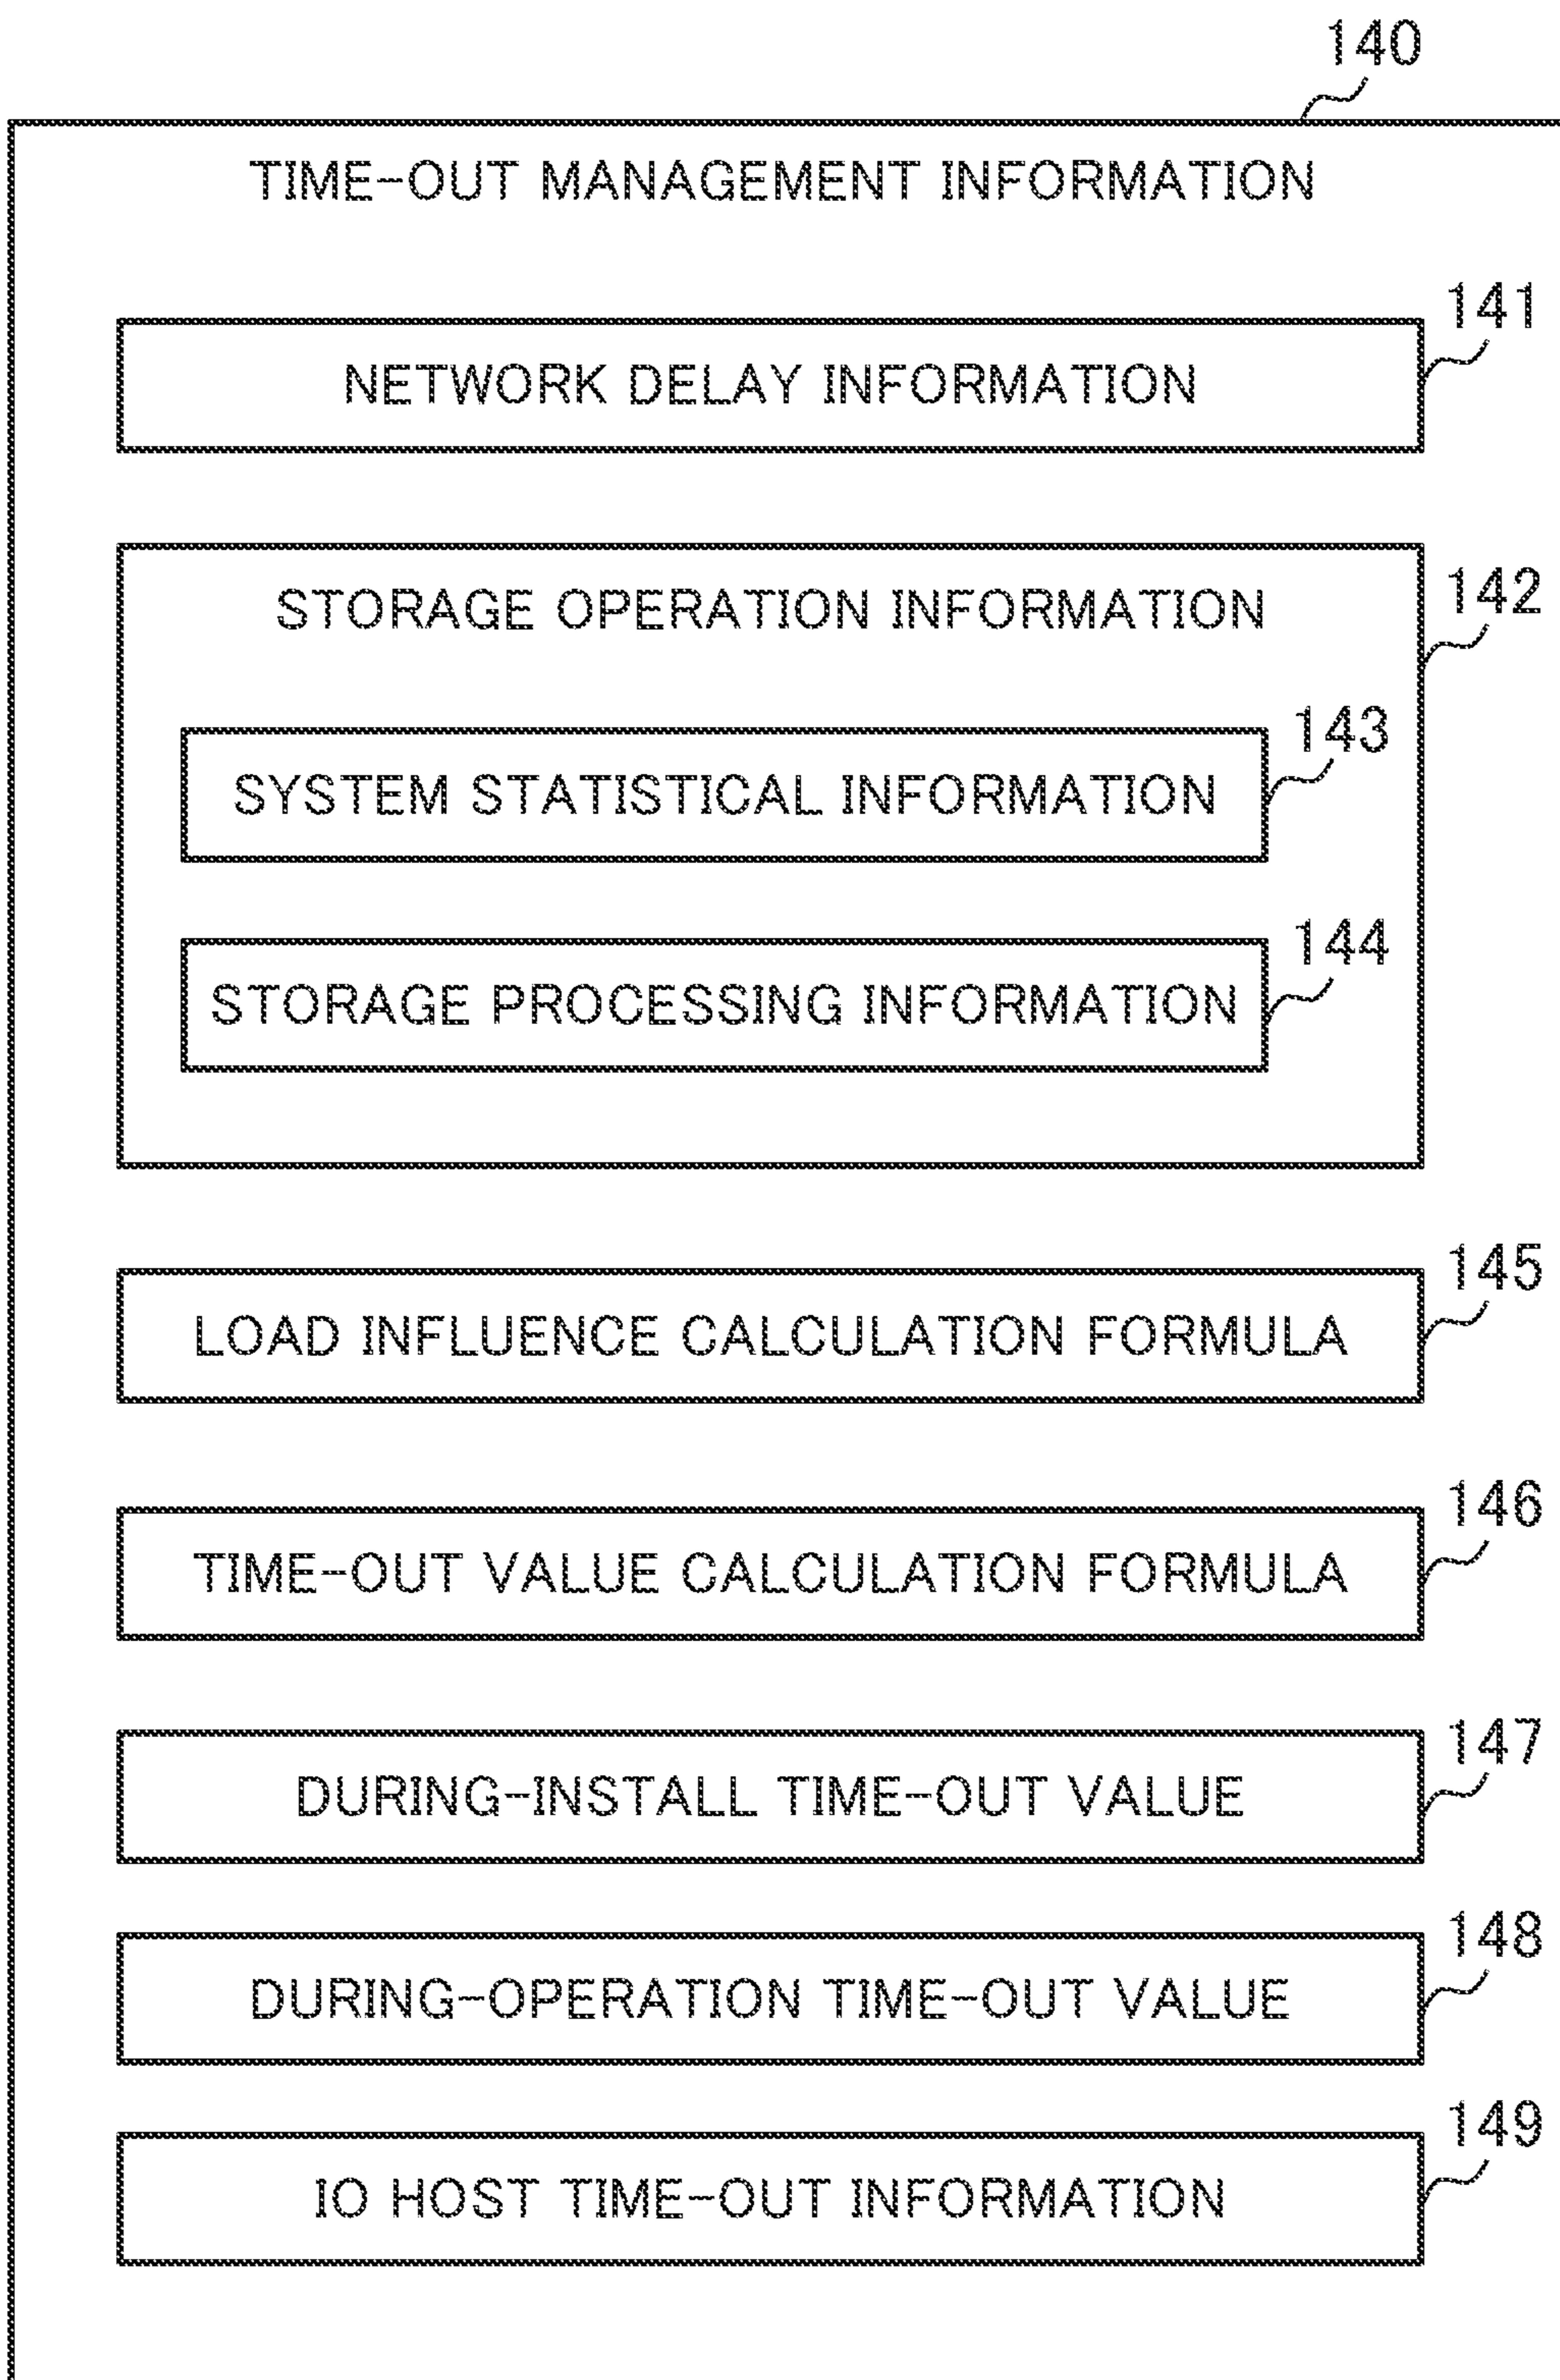 140
TIME-OUT MANAGEMENT INFORMATION
141
NETWORK DELAY INFORMATION
142
STORAGE OPERATION INFORMATION
143
SYSTEM STATISTICAL INFORMATION
144
STORAGE PROCESSING INFORMATION
145
LOAD INFLUENCE CALCULATION FORMULA
146
TIME-OUT VALUE CALCULATION FORMULA
147
DURING-INSTALL TIME-OUT VALUE
148
DURING-OPERATION TIME-OUT VALUE
149
IO HOST TIME-OUT INFORMATION